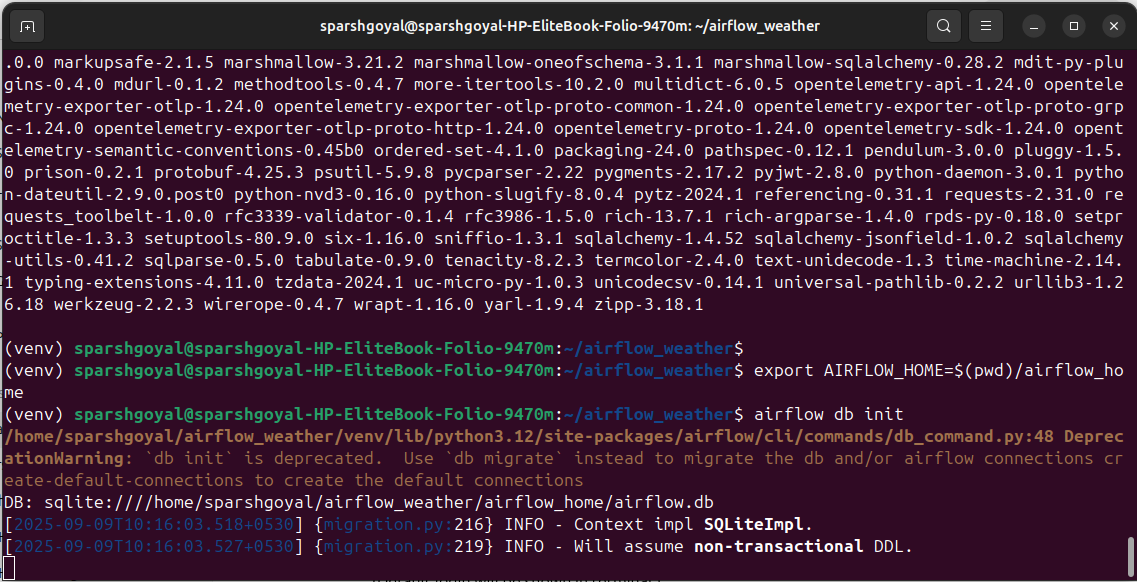 sparshgoyal@sparshgoyal-HP-EliteBook-Folio-9470m: ~/airflow_weather
.0.0 markupsafe-2.1.5 marshmallow-3.21.2 marshmallow-oneofschema-3.1.1 marshmallow-sqlalchemy-0.28.2 mdit-py-plu
gins-0.4.0 mdurl-0.1.2 methodtools-0.4.7 more-itertools-10.2.0 multidict-6.0.5 opentelemetry-api-1.24.0 opentele
metry-exporter-otlp-1.24.0 opentelemetry-exporter-otlp-proto-common-1.24.0 opentelemetry-exporter-otlp-proto-grp
c-1.24.0 opentelemetry-exporter-otlp-proto-http-1.24.0 opentelemetry-proto-1.24.0 opentelemetry-sdk-1.24.0 opent
elemetry-semantic-conventions-0.45b0 ordered-set-4.1.0 packaging-24.0 pathspec-0.12.1 pendulum-3.0.0 pluggy-1.5.
0 prison-0.2.1 protobuf-4.25.3 psutil-5.9.8 pycparser-2.22 pygments-2.17.2 pyjwt-2.8.0 python-daemon-3.0.1 pytho
n-dateutil-2.9.0.post0 python-nvd3-0.16.0 python-slugify-8.0.4 pytz-2024.1 referencing-0.31.1 requests-2.31.0 re
quests_toolbelt-1.0.0 rfc3339-validator-0.1.4 rfc3986-1.5.0 rich-13.7.1 rich-argparse-1.4.0 rpds-py-0.18.0 setpr
octitle-1.3.3 setuptools-80.9.0 six-1.16.0 sniffio-1.3.1 sqlalchemy-1.4.52 sqlalchemy-jsonfield-1.0.2 sqlalchemy
-utils-0.41.2 sqlparse-0.5.0 tabulate-0.9.0 tenacity-8.2.3 termcolor-2.4.0 text-unidecode-1.3 time-machine-2.14.
1 typing-extensions-4.11.0 tzdata-2024.1 uc-micro-py-1.0.3 unicodecsv-0.14.1 universal-pathlib-0.2.2 urllib3-1.2
6.18 werkzeug-2.2.3 wirerope-0.4.7 wrapt-1.16.0 yarl-1.9.4 zipp-3.18.1
(venv) sparshgoyal@sparshgoyal-HP-EliteBook-Folio-9470m:~/airflow_weather$
(venv) sparshgoyal@sparshgoyal-HP-EliteBook-Folio-9470m:~/airflow_weather$ export AIRFLOW_HOME=$(pwd)/airflow_ho
me
(venv) sparshgoyal@sparshgoyal-HP-EliteBook-Folio-9470m:~/airflow_weather$ airflow db init
/home/sparshgoyal/airflow_weather/venv/lib/python3.12/site-packages/airflow/cli/commands/db_command.py:48 Deprec
ationWarning: `db init` is deprecated.  Use `db migrate` instead to migrate the db and/or airflow connections cr
eate-default-connections to create the default connections
DB: sqlite:////home/sparshgoyal/airflow_weather/airflow_home/airflow.db
[2025-09-09T10:16:03.518+0530] {migration.py:216} INFO - Context impl SQLiteImpl.
[2025-09-09T10:16:03.527+0530] {migration.py:219} INFO - Will assume non-transactional DDL.